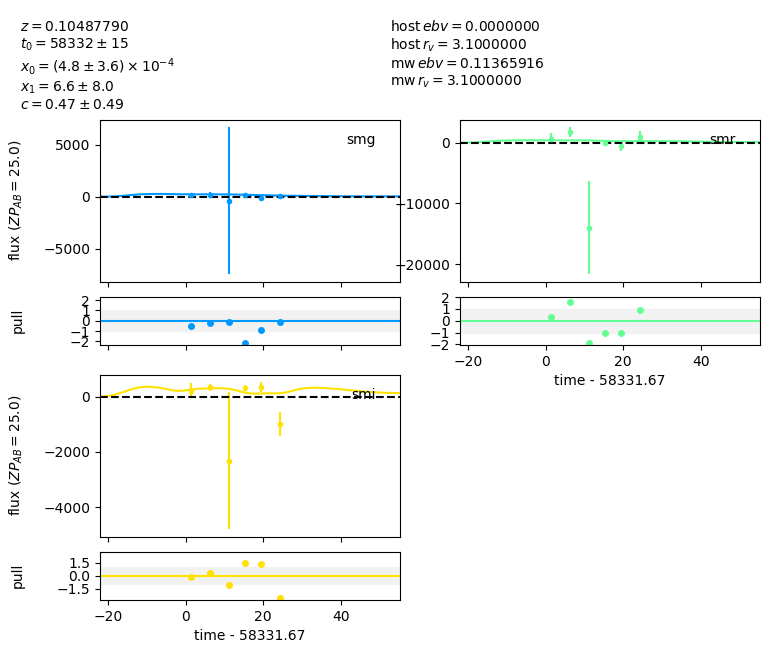 z = 0.10487790
t₀ = 58332 ± 15
x₀ = (4.8 ± 3.6) × 10⁻⁴
x₁ = 6.6 ± 8.0
c = 0.47 ± 0.49
host ebv = 0.0000000
host r_v = 3.1000000
mw ebv = 0.11365916
mw r_v = 3.1000000
flux (ZP_AB = 25.0)
5000
0
−5000
smg
0
−10000
−20000
smr
pull
2
1
0
−1
−2
2
1
0
−1
−2
−20
0
20
40
time - 58331.67
flux (ZP_AB = 25.0)
0
−2000
−4000
smi
pull
1.5
0.0
−1.5
−20
0
20
40
time - 58331.67